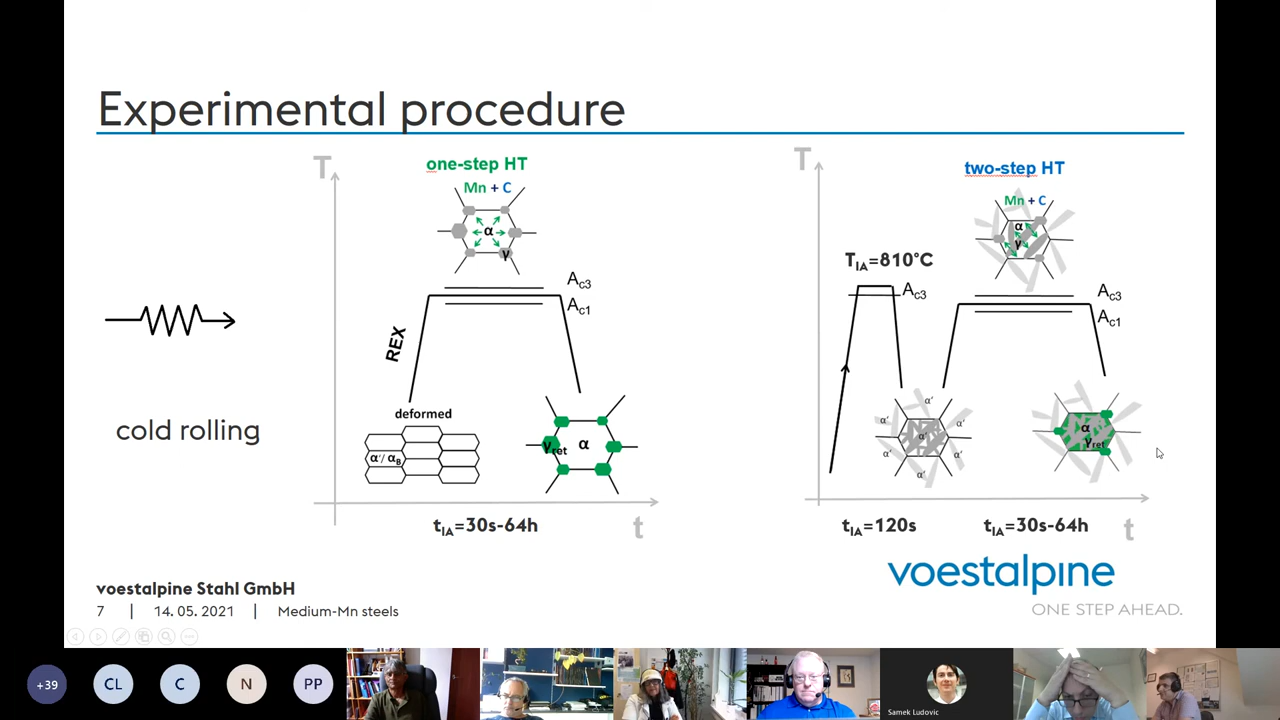 Experimental procedure
T
one-step HT
Mn + C
α
γ
Ac3
Ac1
REX
deformed
α'/ αB
γret
α
tIA=30s-64h
t
cold rolling
T
two-step HT
Mn + C
α
γ
TIA=810°C
Ac3
Ac3
Ac1
α'
α'
α'
α'
α'
α'
α'
α
γret
tIA=120s
tIA=30s-64h
t
voestalpine Stahl GmbH
7 | 14. 05. 2021 | Medium-Mn steels
voestalpine
ONE STEP AHEAD.
+39
CL
C
N
PP
Samek Ludovic